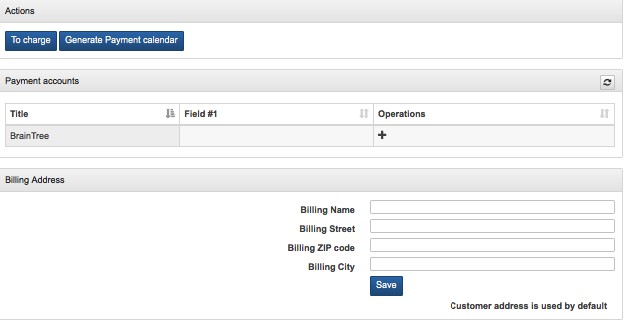 Actions
To charge Generate Payment calendar
Payment accounts
Title Field #1 Operations
BrainTree
Billing Address
Billing Name
Billing Street
Billing ZIP code
Billing City
Save
Customer address is used by default